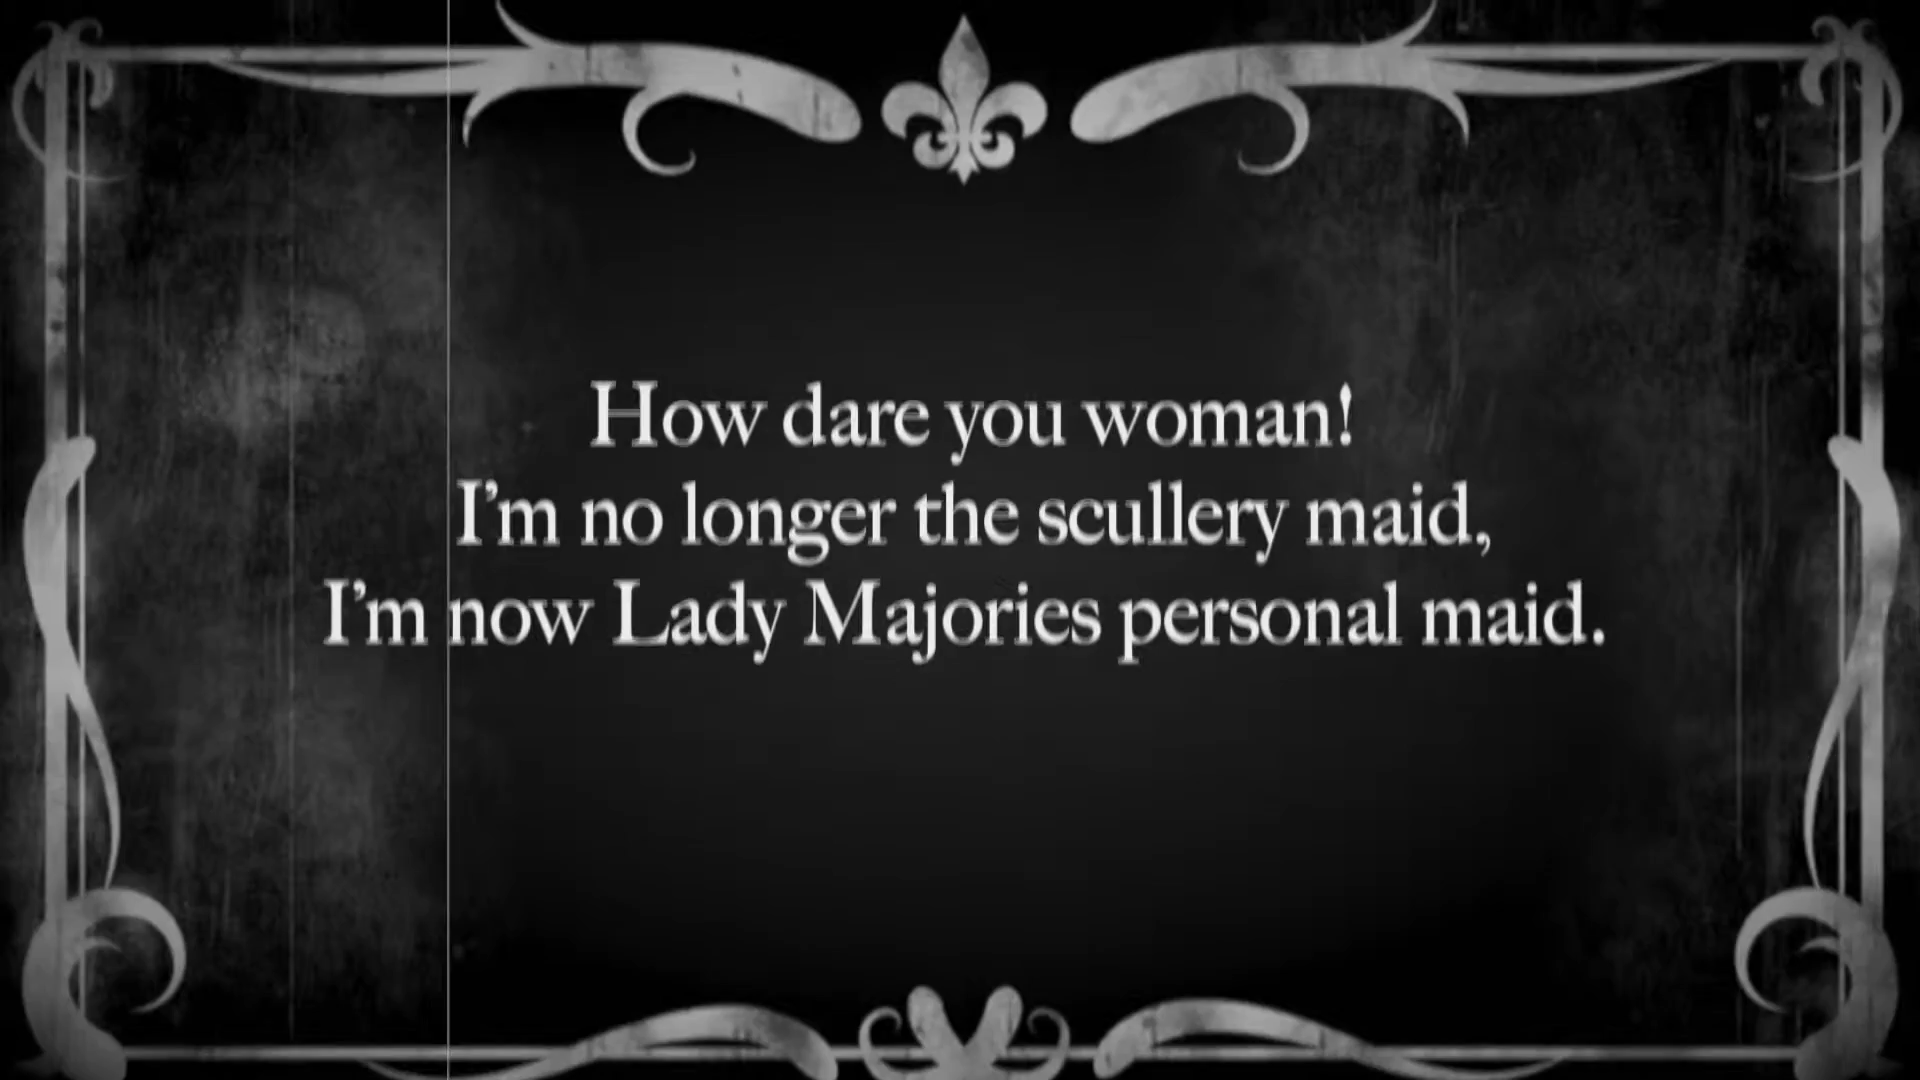 How dare you woman!
I'm no longer the scullery maid,
I'm now Lady Majories personal maid.